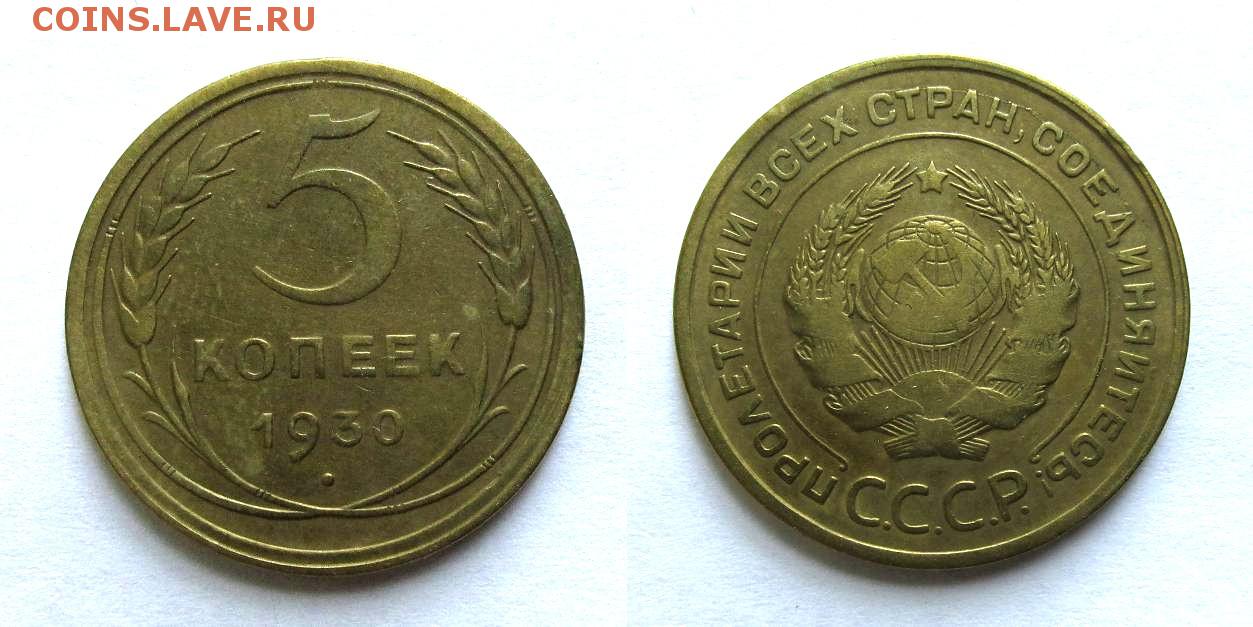 COINS.LAVE.RU
5
КОПЕЕК
1930
ПРОЛЕТАРИИ ВСЕХ СТРАН, СОЕДИНЯЙТЕСЬ!
С.С.С.Р.